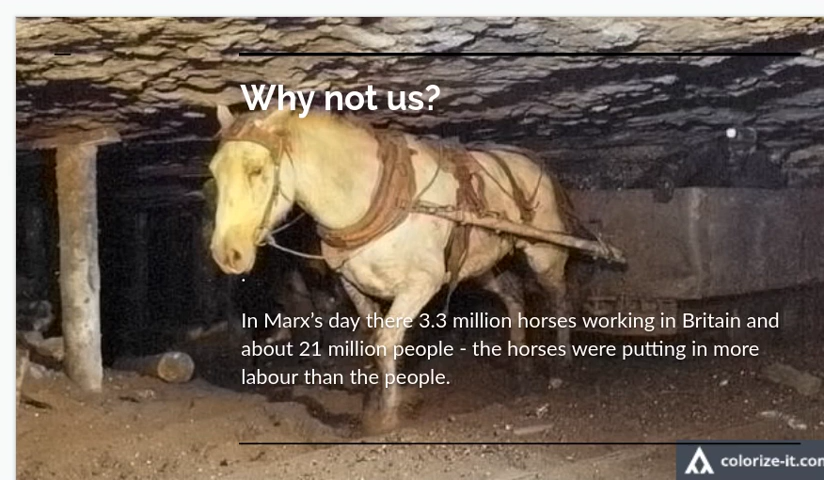 Why not us?
In Marx’s day there 3.3 million horses working in Britain and
about 21 million people - the horses were putting in more
labour than the people.
colorize-it.com